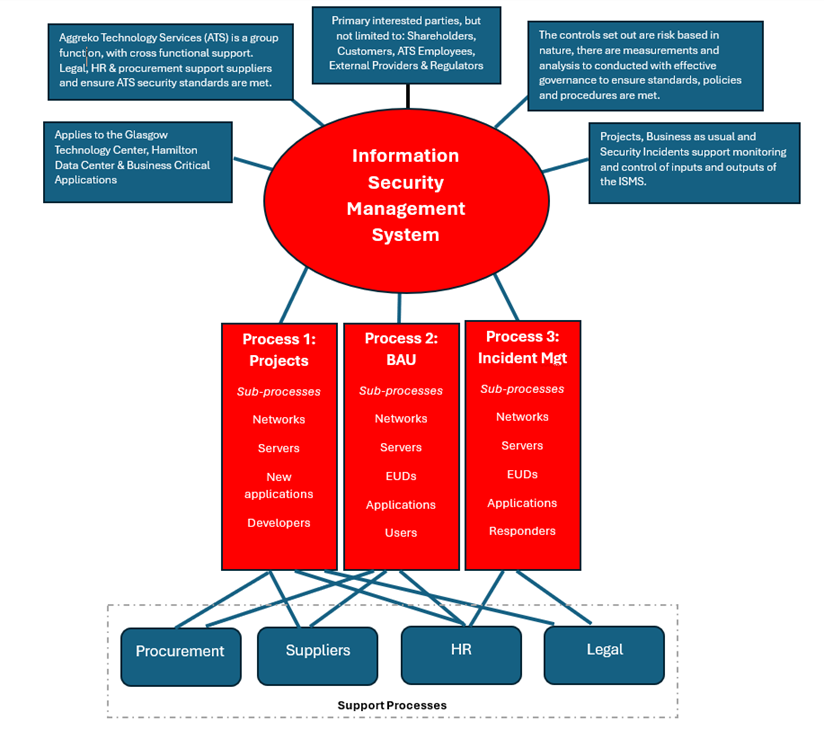 Aggreko Technology Services (ATS) is a group
function, with cross functional support.
Legal, HR & procurement support suppliers
and ensure ATS security standards are met.
Primary interested parties, but
not limited to: Shareholders,
Customers, ATS Employees,
External Providers & Regulators
The controls set out are risk based in
nature, there are measurements and
analysis to conducted with effective
governance to ensure standards, policies
and procedures are met.
Applies to the Glasgow
Technology Center, Hamilton
Data Center & Business Critical
Applications
Projects, Business as usual and
Security Incidents support monitoring
and control of inputs and outputs of
the ISMS.
Information
Security
Management
System
Process 1:
Projects
Sub-processes
Networks
Servers
New
applications
Developers
Process 2:
BAU
Sub-processes
Networks
Servers
EUDs
Applications
Users
Process 3:
Incident Mgt
Sub-processes
Networks
Servers
EUDs
Applications
Responders
Procurement
Suppliers
HR
Legal
Support Processes